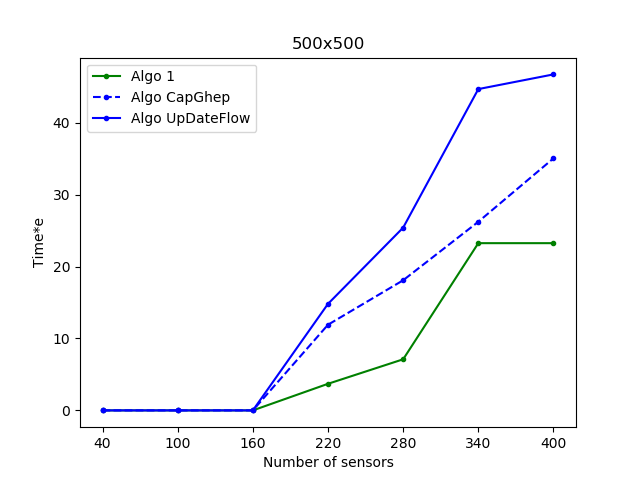 500x500
Algo 1
Algo CapGhep
Algo UpDateFlow
Time*e
40
30
20
10
0
40 100 160 220 280 340 400
Number of sensors